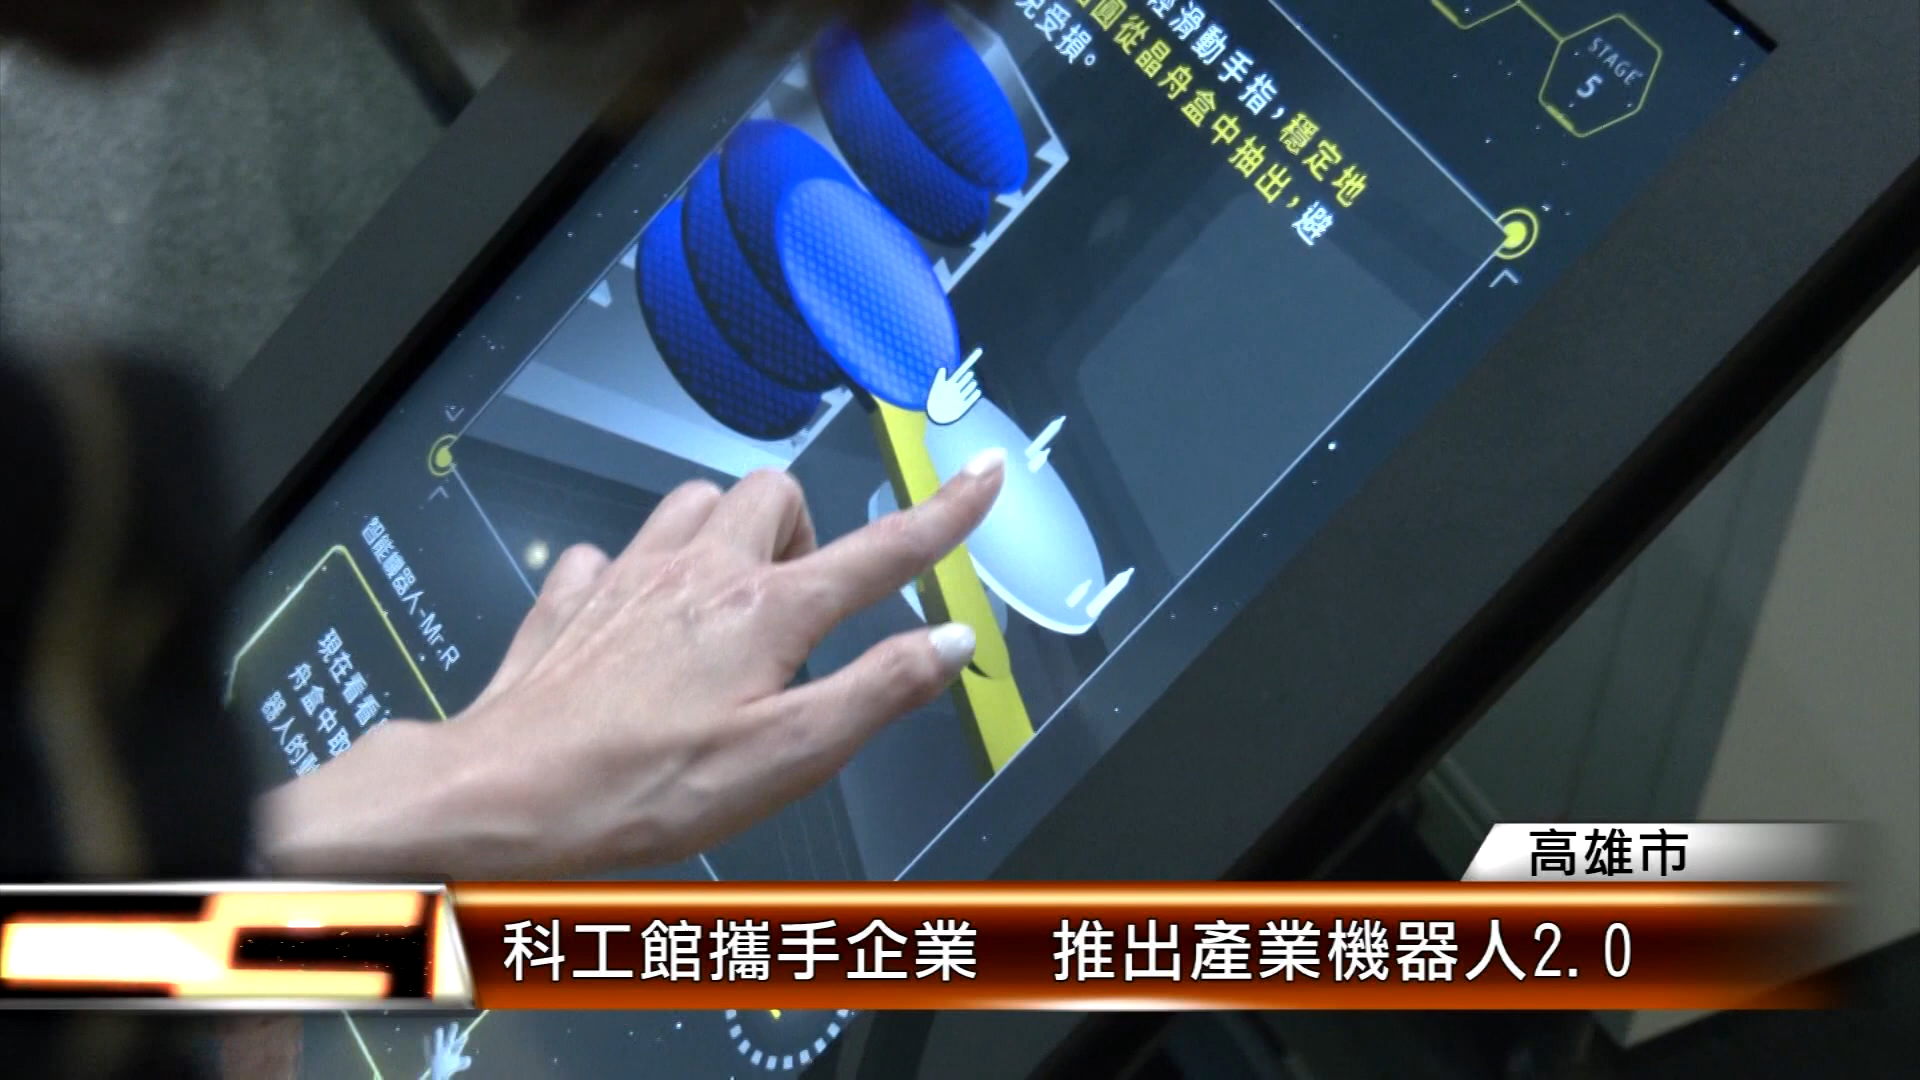 輕滑動手指，穩定地
圓從晶舟盒中抽出，避
免受損。
STAGE
5
智能機器人-Mr.R
現在看看
舟盒中取
器人的
高雄市
科工館攜手企業 推出產業機器人2.0